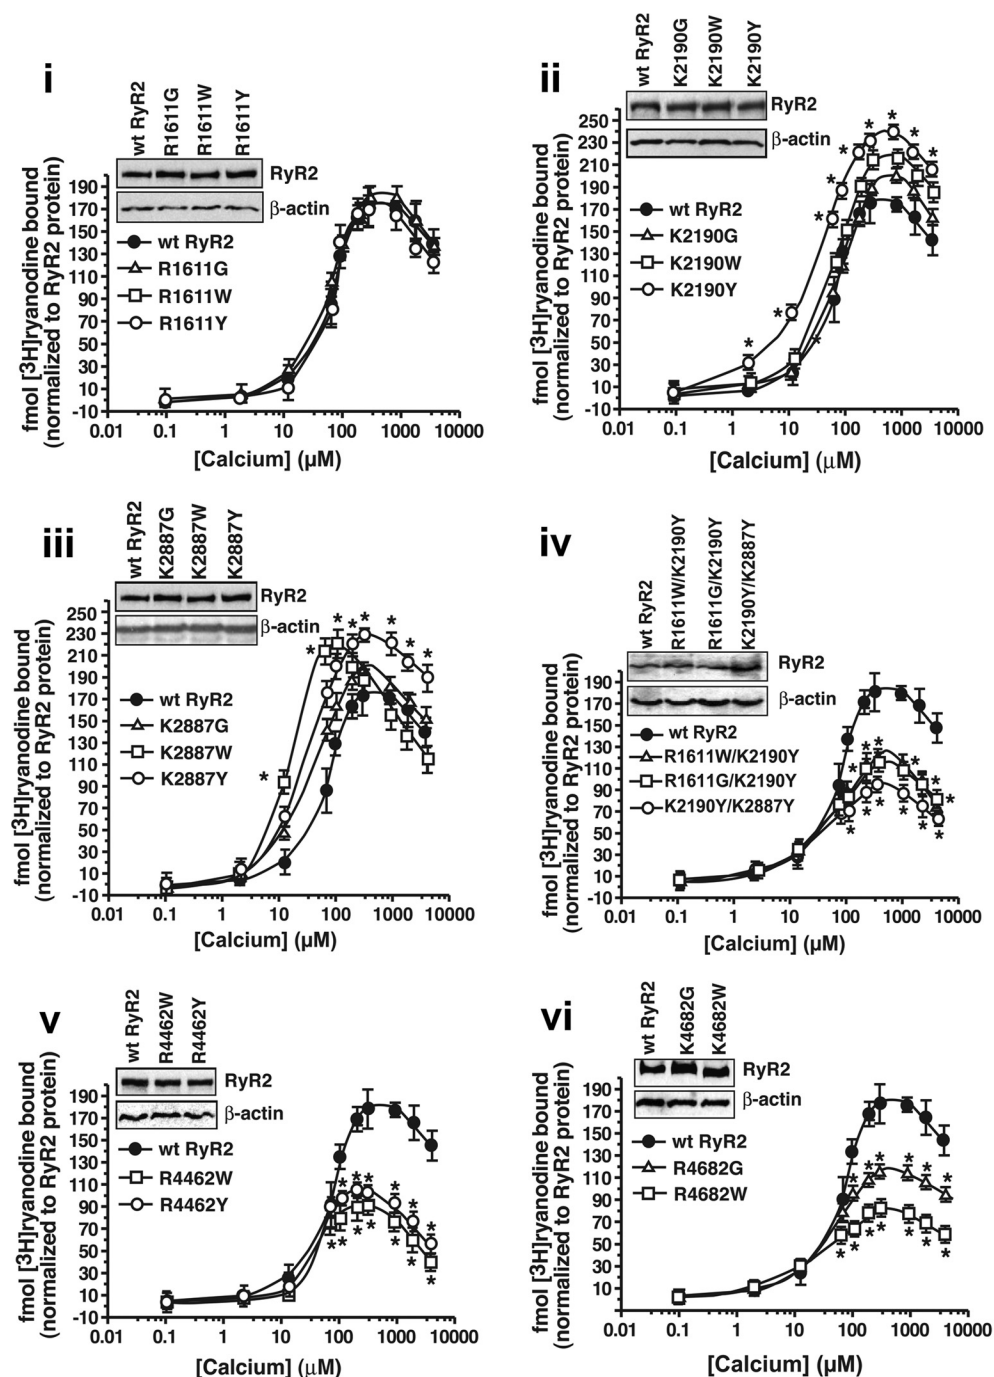 i
wt RyR2
R1611G
R1611W
R1611Y
RyR2
β-actin
fmol [3H]ryanodine bound
(normalized to RyR2 protein)
190
170
150
130
110
90
70
50
30
10
-10
wt RyR2
R1611G
R1611W
R1611Y
0.01 0.1 1 10 100 1000 10000
[Calcium] (µM)
ii
wt RyR2
K2190G
K2190W
K2190Y
RyR2
β-actin
fmol [3H]ryanodine bound
(normalized to RyR2 protein)
250
230
210
190
170
150
130
110
90
70
50
30
10
-10
wt RyR2
K2190G
K2190W
K2190Y
* * * * * * * * * * *
0.01 0.1 1 10 100 1000 10000
[Calcium] (µM)
iii
wt RyR2
K2887G
K2887W
K2887Y
RyR2
β-actin
fmol [3H]ryanodine bound
(normalized to RyR2 protein)
250
230
210
190
170
150
130
110
90
70
50
30
10
-10
wt RyR2
K2887G
K2887W
K2887Y
* * * * * * * *
0.01 0.1 1 10 100 1000 10000
[Calcium] (µM)
iv
wt RyR2
R1611W/K2190Y
R1611G/K2190Y
K2190Y/K2887Y
RyR2
β-actin
fmol [3H]ryanodine bound
(normalized to RyR2 protein)
190
170
150
130
110
90
70
50
30
10
-10
wt RyR2
R1611W/K2190Y
R1611G/K2190Y
K2190Y/K2887Y
0.01 0.1 1 10 100 1000 10000
[Calcium] (µM)
v
wt RyR2
R4462W
R4462Y
RyR2
β-actin
fmol [3H]ryanodine bound
(normalized to RyR2 protein)
190
170
150
130
110
90
70
50
30
10
-10
wt RyR2
R4462W
R4462Y
0.01 0.1 1 10 100 1000 10000
[Calcium] (µM)
vi
wt RyR2
K4682G
K4682W
RyR2
β-actin
fmol [3H]ryanodine bound
(normalized to RyR2 protein)
190
170
150
130
110
90
70
50
30
10
wt RyR2
R4682G
R4682W
0.01 0.1 1 10 100 1000 10000
[Calcium] (µM)